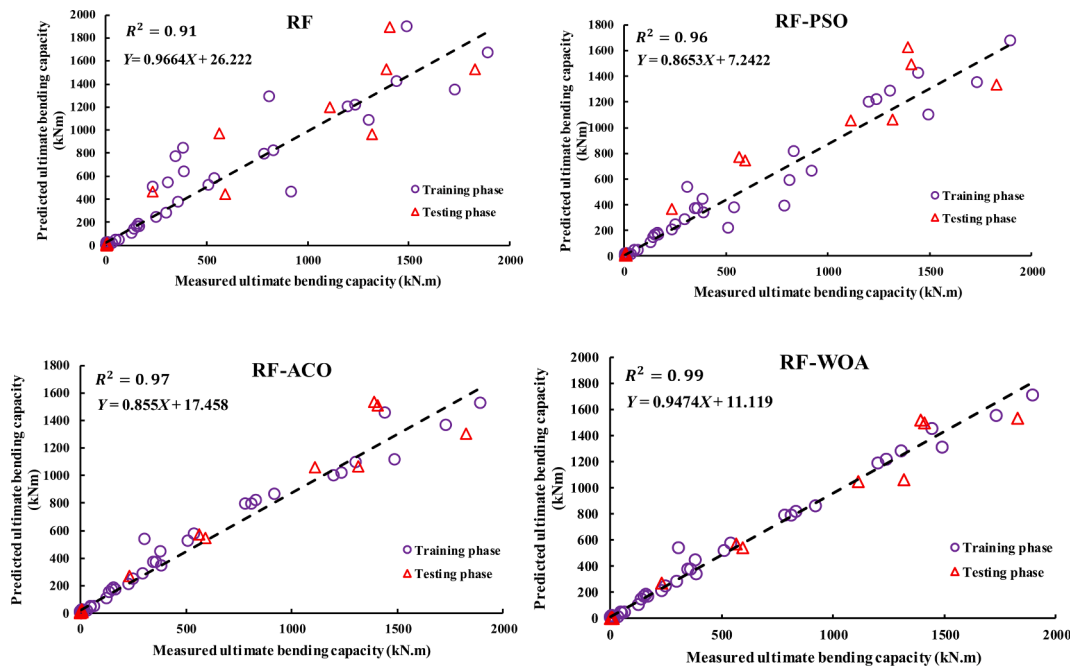 RF
R² = 0.91
Y= 0.9664X + 26.222
Predicted ultimate bending capacity
(kNm)
2000
1800
1600
1400
1200
1000
800
600
400
200
0
Training phase
Testing phase
0
500
1000
1500
2000
Measured ultimate bending capacity (kN.m)
RF-PSO
R² = 0.96
Y= 0.8653X + 7.2422
Predicted ultimate bending capacity
(kNm)
1800
1600
1400
1200
1000
800
600
400
200
0
Training phase
Testing phase
0
500
1000
1500
2000
Measured ultimate bending capacity (kN.m)
RF-ACO
R² = 0.97
Y= 0.855X + 17.458
Predicted ultimate bending capacity
(kNm)
1800
1600
1400
1200
1000
800
600
400
200
0
Training phase
Testing phase
0
500
1000
1500
2000
Measured ultimate bending capacity (kN.m)
RF-WOA
R² = 0.99
Y= 0.9474X + 11.119
Predicted ultimate bending capacity
(kNm)
2000
1800
1600
1400
1200
1000
800
600
400
200
0
Training phase
Testing phase
0
500
1000
1500
2000
Measured ultimate bending capacity (kN.m)